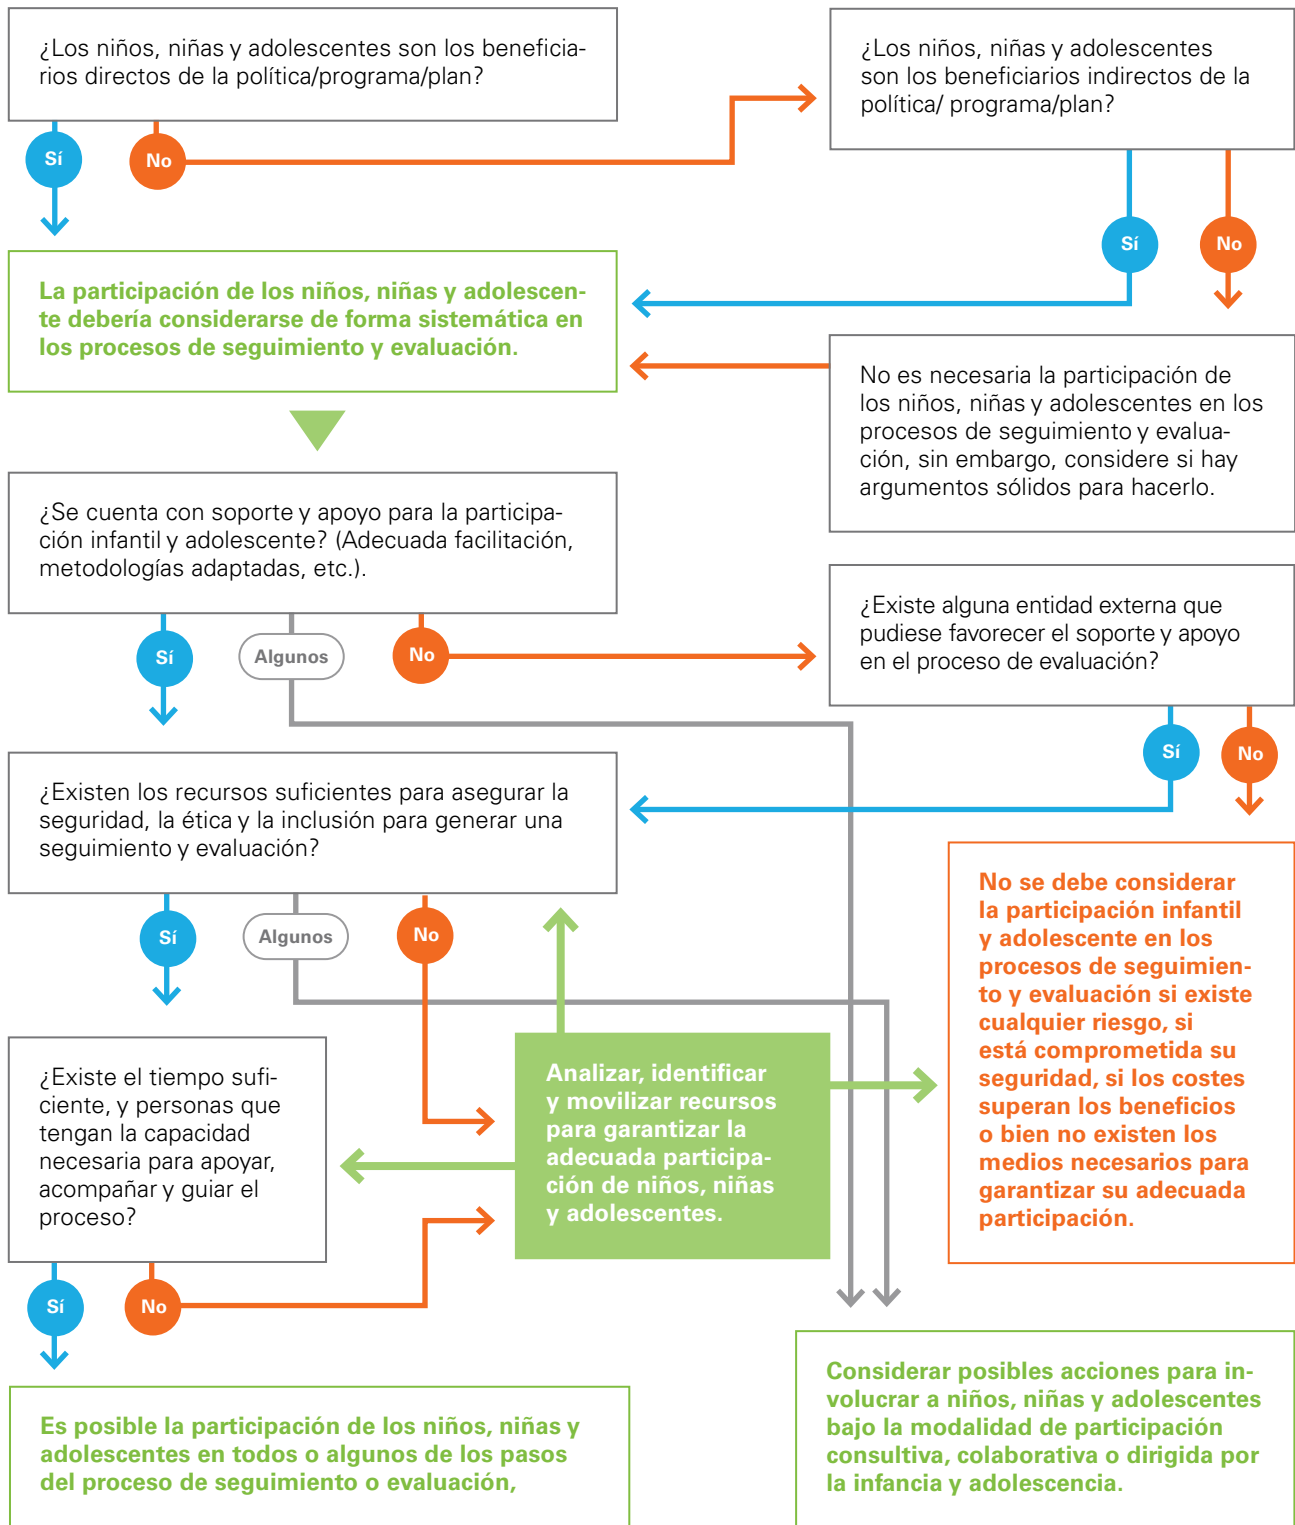 ¿Los niños, niñas y adolescentes son los beneficia-
rios directos de la política/programa/plan?
Sí
No
¿Los niños, niñas y adolescentes
son los beneficiarios indirectos de la
política/ programa/plan?
Sí
No
La participación de los niños, niñas y adolescen-
te debería considerarse de forma sistemática en
los procesos de seguimiento y evaluación.
No es necesaria la participación de
los niños, niñas y adolescentes en los
procesos de seguimiento y evalua-
ción, sin embargo, considere si hay
argumentos sólidos para hacerlo.
¿Se cuenta con soporte y apoyo para la participa-
ción infantil y adolescente? (Adecuada facilitación,
metodologías adaptadas, etc.).
Sí
Algunos
No
¿Existe alguna entidad externa que
pudiese favorecer el soporte y apoyo
en el proceso de evaluación?
Sí
No
¿Existen los recursos suficientes para asegurar la
seguridad, la ética y la inclusión para generar una
seguimiento y evaluación?
Sí
Algunos
No
No se debe considerar
la participación infantil
y adolescente en los
procesos de seguimien-
to y evaluación si existe
cualquier riesgo, si
está comprometida su
seguridad, si los costes
superan los beneficios
o bien no existen los
medios necesarios para
garantizar su adecuada
participación.
¿Existe el tiempo sufi-
ciente, y personas que
tengan la capacidad
necesaria para apoyar,
acompañar y guiar el
proceso?
Sí
No
Analizar, identificar
y movilizar recursos
para garantizar la
adecuada participa-
ción de niños, niñas
y adolescentes.
Es posible la participación de los niños, niñas y
adolescentes en todos o algunos de los pasos
del proceso de seguimiento o evaluación,
Considerar posibles acciones para in-
volucrar a niños, niñas y adolescentes
bajo la modalidad de participación
consultiva, colaborativa o dirigida por
la infancia y adolescencia.